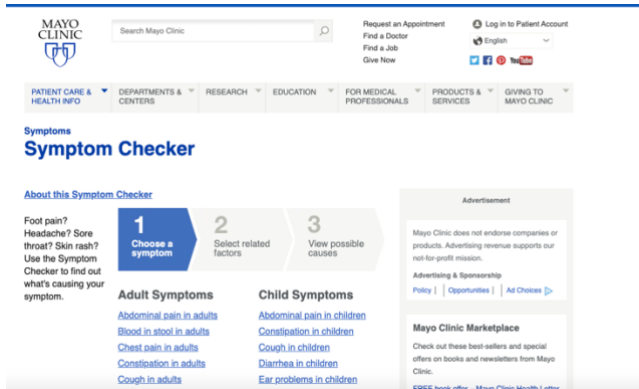 MAYO
CLINIC
Search Mayo Clinic
Request an Appointment
Find a Doctor
Find a Job
Give Now
Log in to Patient Account
English
YouTube
PATIENT CARE &
HEALTH INFO
DEPARTMENTS &
CENTERS
RESEARCH
EDUCATION
FOR MEDICAL
PROFESSIONALS
PRODUCTS &
SERVICES
GIVING TO
MAYO CLINIC
Symptoms
Symptom Checker
About this Symptom Checker
Foot pain?
Headache? Sore
throat? Skin rash?
Use the Symptom
Checker to find out
what's causing your
symptom.
1
Choose a
symptom
2
Select related
factors
3
View possible
causes
Adult Symptoms
Abdominal pain in adults
Blood in stool in adults
Chest pain in adults
Constipation in adults
Cough in adults
Child Symptoms
Abdominal pain in children
Constipation in children
Cough in children
Diarrhea in children
Ear problems in children
Advertisement
Mayo Clinic does not endorse companies or
products. Advertising revenue supports our
not-for-profit mission.
Advertising & Sponsorship
Policy | Opportunities | Ad Choices
Mayo Clinic Marketplace
Check out these best-sellers and special
offers on books and newsletters from Mayo
Clinic.
FREE book offer – Mayo Clinic Health Letter